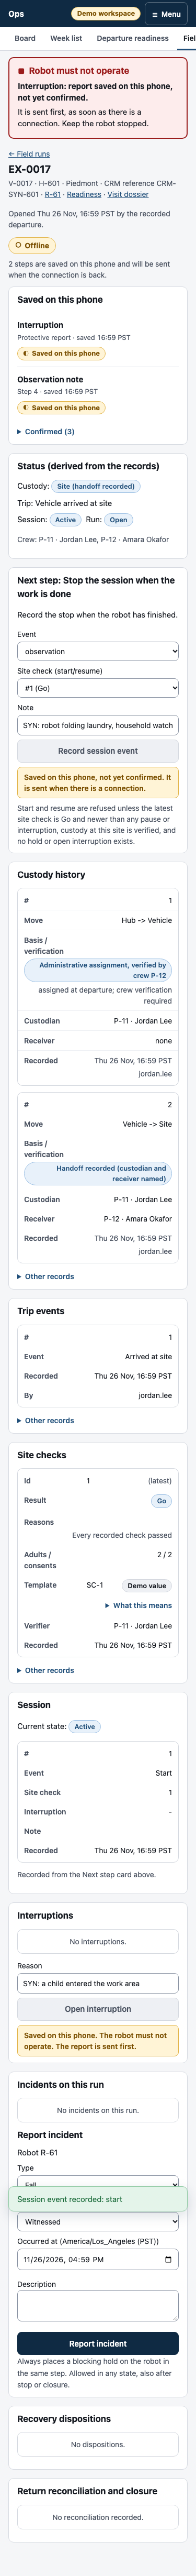 Ops
Demo workspace
≡ Menu
Board Week list Departure readiness Fiel
Robot must not operate
Interruption: report saved on this phone, not yet confirmed.
It is sent first, as soon as there is a connection. Keep the robot stopped.
← Field runs
EX-0017
V-0017 · H-601 · Piedmont · CRM reference CRM-SYN-601 · R-61 · Readiness · Visit dossier
Opened Thu 26 Nov, 16:59 PST by the recorded departure.
Offline
2 steps are saved on this phone and will be sent when the connection is back.
Saved on this phone
Interruption
Protective report · saved 16:59 PST
Saved on this phone
Observation note
Step 4 · saved 16:59 PST
Saved on this phone
▶ Confirmed (3)
Status (derived from the records)
Custody: Site (handoff recorded)
Trip: Vehicle arrived at site
Session: Active Run: Open
Crew: P-11 · Jordan Lee, P-12 · Amara Okafor
Next step: Stop the session when the work is done
Record the stop when the robot has finished.
Event
observation
Site check (start/resume)
#1 (Go)
Note
SYN: robot folding laundry, household watch
Record session event
Saved on this phone, not yet confirmed. It is sent when there is a connection.
Start and resume are refused unless the latest site check is Go and newer than any pause or interruption, custody at this site is verified, and no hold or open interruption exists.
Custody history
# 1
Move Hub -> Vehicle
Basis / verification
Administrative assignment, verified by crew P-12
assigned at departure; crew verification required
Custodian P-11 · Jordan Lee
Receiver none
Recorded Thu 26 Nov, 16:59 PST
jordan.lee
# 2
Move Vehicle -> Site
Basis / verification
Handoff recorded (custodian and receiver named)
Custodian P-11 · Jordan Lee
Receiver P-12 · Amara Okafor
Recorded Thu 26 Nov, 16:59 PST
jordan.lee
▶ Other records
Trip events
# 1
Event Arrived at site
Recorded Thu 26 Nov, 16:59 PST
By jordan.lee
▶ Other records
Site checks
Id 1 (latest)
Result Go
Reasons
Every recorded check passed
Adults / consents 2 / 2
Template SC-1 Demo value
▶ What this means
Verifier P-11 · Jordan Lee
Recorded Thu 26 Nov, 16:59 PST
▶ Other records
Session
Current state: Active
# 1
Event Start
Site check 1
Interruption -
Note
Recorded Thu 26 Nov, 16:59 PST
Recorded from the Next step card above.
Interruptions
No interruptions.
Reason
SYN: a child entered the work area
Open interruption
Saved on this phone. The robot must not operate. The report is sent first.
Incidents on this run
No incidents on this run.
Report incident
Robot R-61
Type
Fall
Session event recorded: start
Witnessed
Occurred at (America/Los_Angeles (PST))
11/26/2026, 04:59 PM
Description
Report incident
Always places a blocking hold on the robot in the same step. Allowed in any state, also after stop or closure.
Recovery dispositions
No dispositions.
Return reconciliation and closure
No reconciliation recorded.